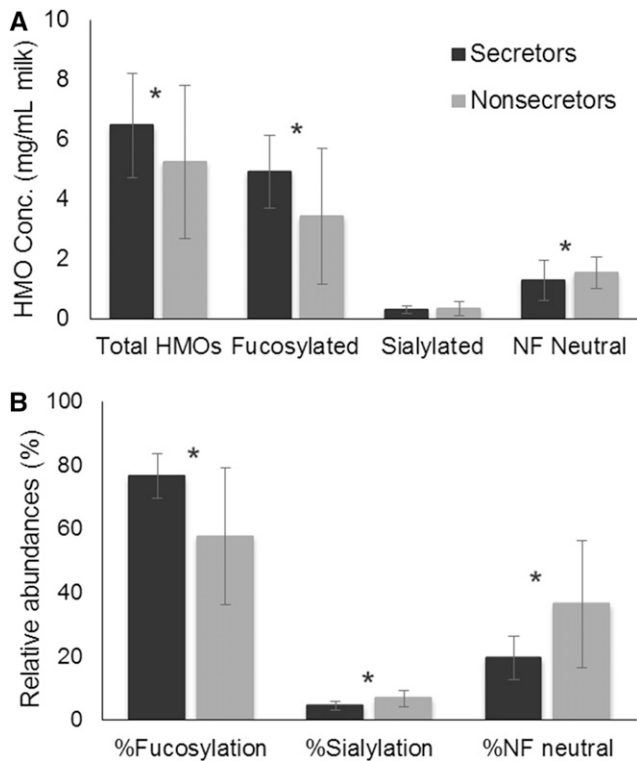 A
10
8
6
4
2
0
HMO Conc. (mg/mL milk)
Secretors
Nonsecretors
*
*
*
Total HMOs Fucosylated Sialylated NF Neutral
B
100
80
60
40
20
0
Relative abundances (%)
*
*
*
%Fucosylation %Sialylation %NF neutral